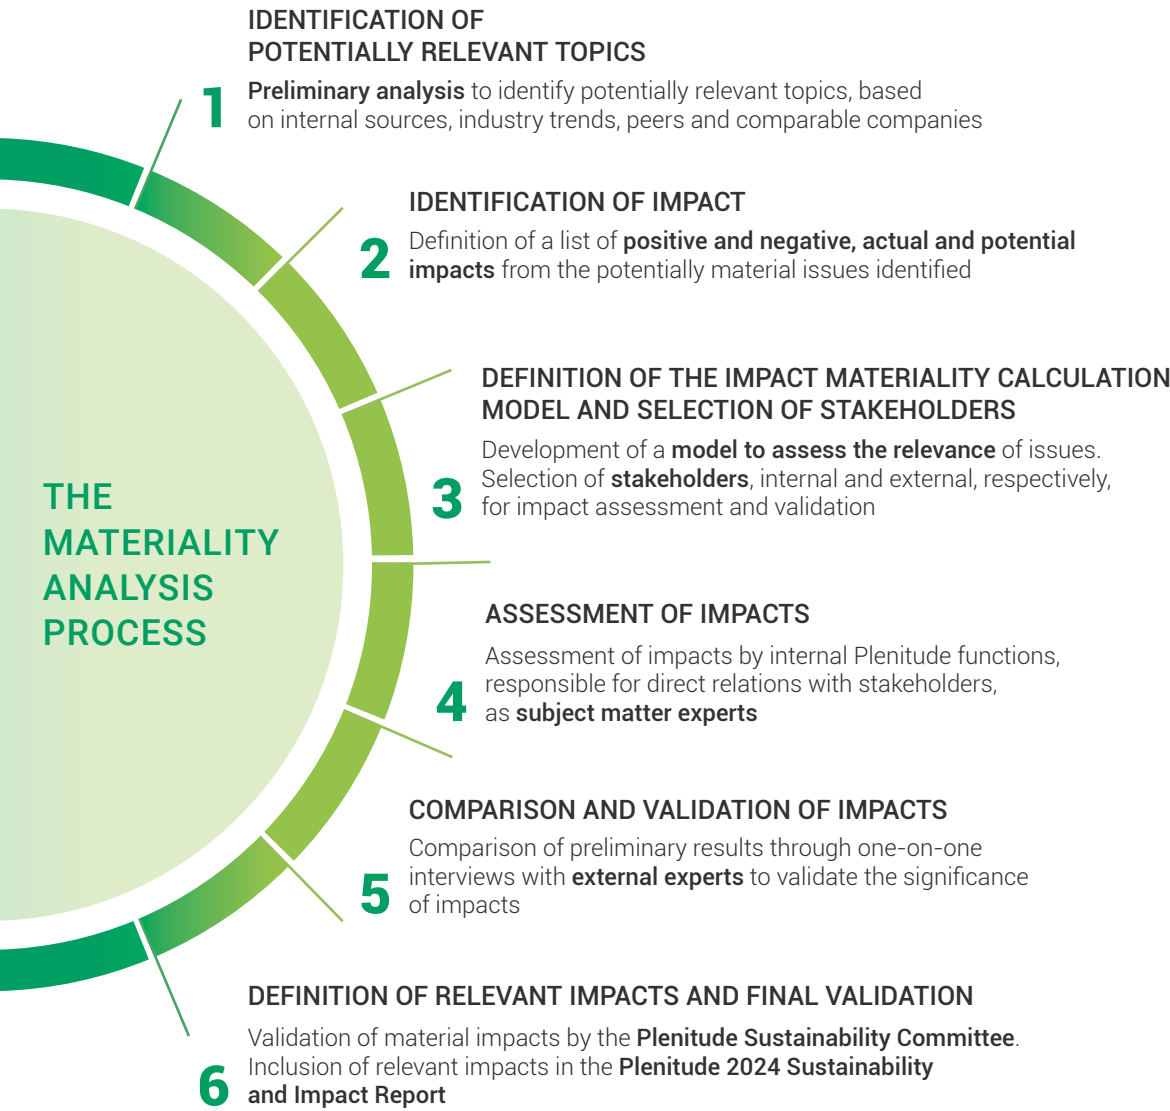 IDENTIFICATION OF
POTENTIALLY RELEVANT TOPICS
1
Preliminary analysis to identify potentially relevant topics, based
on internal sources, industry trends, peers and comparable companies
IDENTIFICATION OF IMPACT
2
Definition of a list of positive and negative, actual and potential
impacts from the potentially material issues identified
DEFINITION OF THE IMPACT MATERIALITY CALCULATION
MODEL AND SELECTION OF STAKEHOLDERS
3
Development of a model to assess the relevance of issues.
Selection of stakeholders, internal and external, respectively,
for impact assessment and validation
THE
MATERIALITY
ANALYSIS
PROCESS
ASSESSMENT OF IMPACTS
4
Assessment of impacts by internal Plenitude functions,
responsible for direct relations with stakeholders,
as subject matter experts
COMPARISON AND VALIDATION OF IMPACTS
5
Comparison of preliminary results through one-on-one
interviews with external experts to validate the significance
of impacts
DEFINITION OF RELEVANT IMPACTS AND FINAL VALIDATION
6
Validation of material impacts by the Plenitude Sustainability Committee.
Inclusion of relevant impacts in the Plenitude 2024 Sustainability
and Impact Report